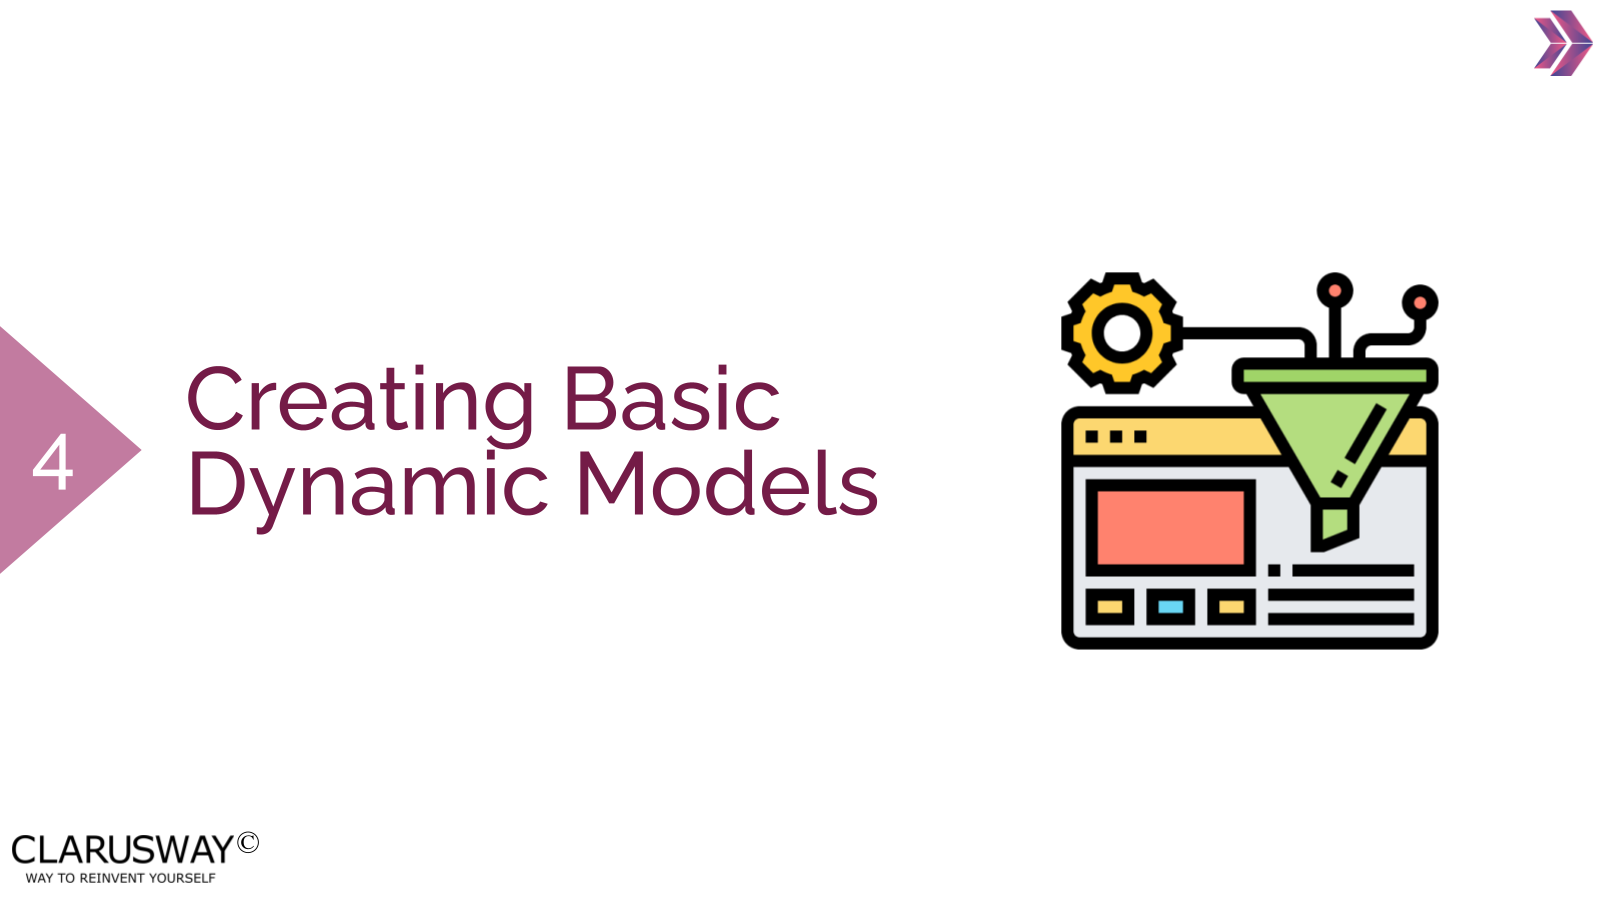 4
Creating Basic
Dynamic Models
CLARUSWAY©
WAY TO REINVENT YOURSELF